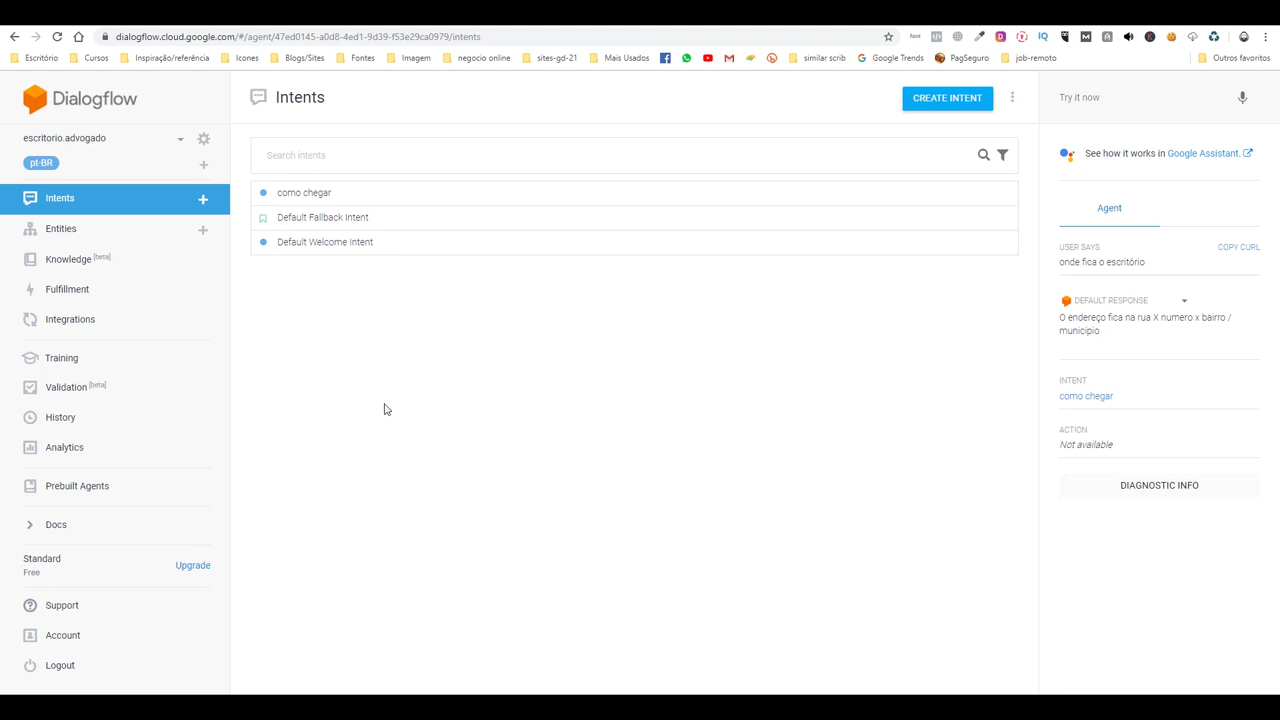 dialogflow.cloud.google.com/#/agent/47ed0145-a0d8-4ed1-9d39-f53e29ca0979/intents
Escritório Cursos Inspiração/referência Icones Blogs/Sites Fontes Imagem negocio online sites-gd-21 Mais Usados similar scrib Google Trends PagSeguro job-remoto Outros favoritos
Dialogflow
Intents
CREATE INTENT
Try it now
escritorio.advogado
pt-BR
Search intents
See how it works in Google Assistant.
Intents
como chegar
Default Fallback Intent
Default Welcome Intent
Agent
Entities
Knowledge [beta]
Fulfillment
Integrations
Training
Validation [beta]
History
Analytics
Prebuilt Agents
Docs
Standard
Free
Upgrade
Support
Account
Logout
USER SAYS
COPY CURL
onde fica o escritório
DEFAULT RESPONSE
O endereço fica na rua X numero x bairro /
município
INTENT
como chegar
ACTION
Not available
DIAGNOSTIC INFO